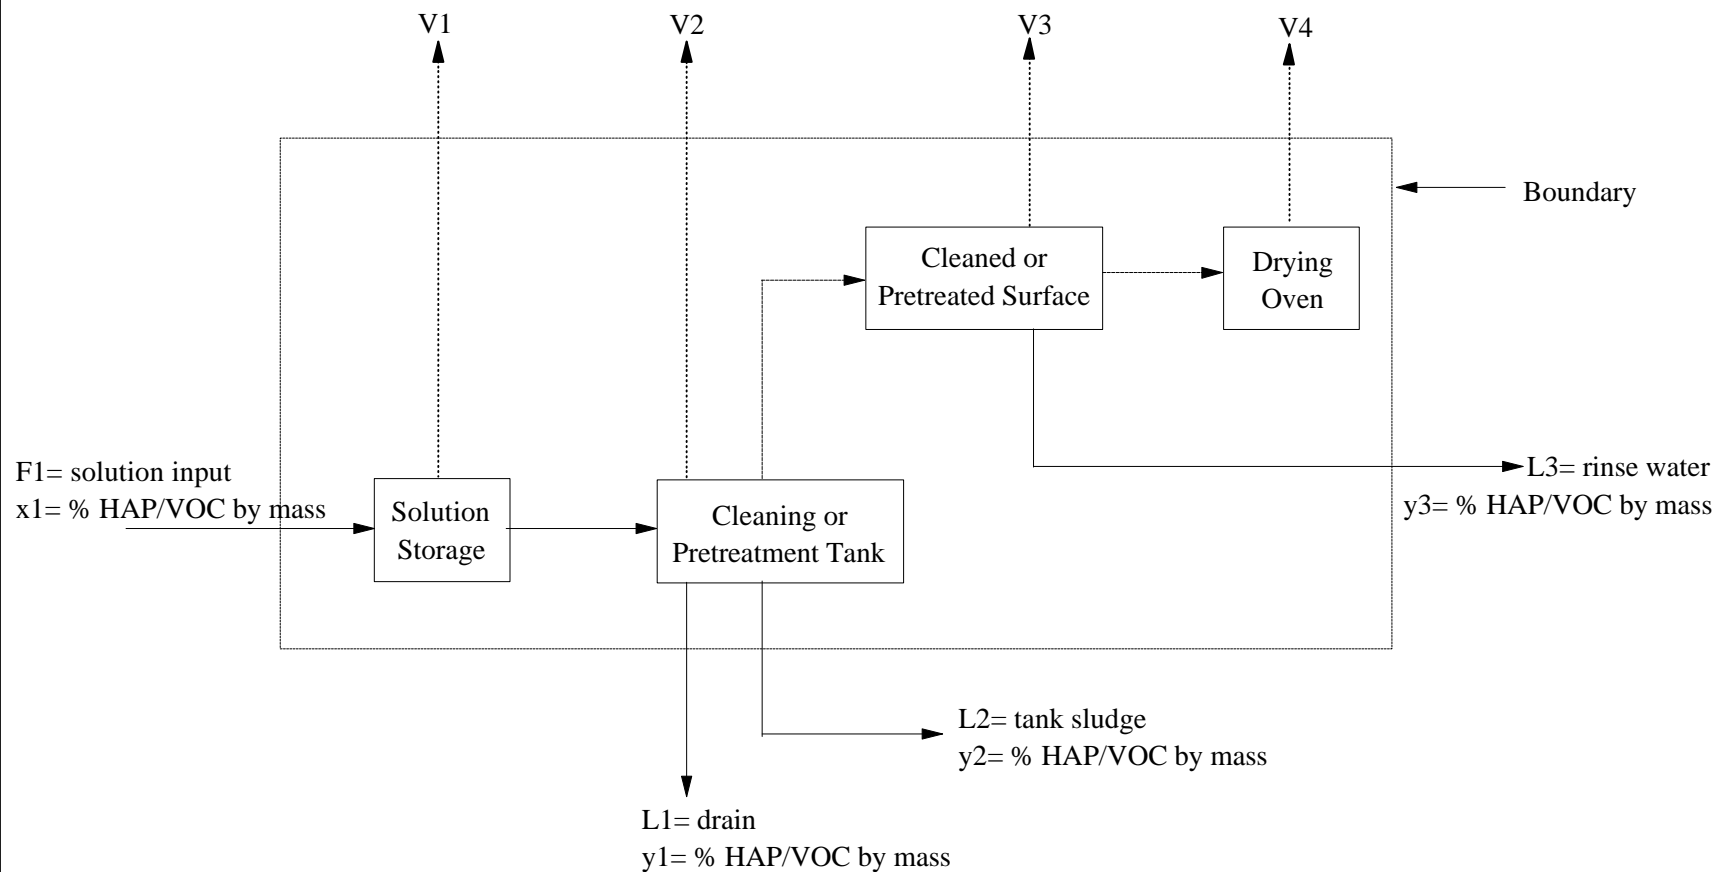 V1
V2
V3
V4
Boundary
Cleaned or
Pretreated Surface
Drying
Oven
F1= solution input
x1= % HAP/VOC by mass
Solution
Storage
Cleaning or
Pretreatment Tank
L3= rinse water
y3= % HAP/VOC by mass
L2= tank sludge
y2= % HAP/VOC by mass
L1= drain
y1= % HAP/VOC by mass